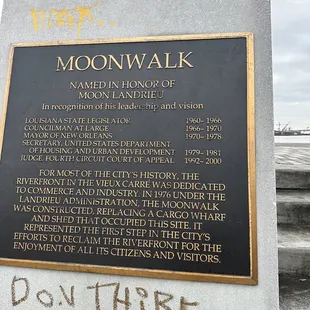 MOONWALK
NAMED IN HONOR OF
MOON LANDRIEU
In recognition of his leadership and vision
LOUISIANA STATE LEGISLATOR 1960- 1966
COUNCILMAN AT LARGE 1966- 1970
MAYOR OF NEW ORLEANS 1970- 1978
SECRETARY, UNITED STATES DEPARTMENT
OF HOUSING AND URBAN DEVELOPMENT 1979- 1981
JUDGE, FOURTH CIRCUIT COURT OF APPEAL 1992- 2000
FOR MOST OF THE CITY'S HISTORY, THE
RIVERFRONT IN THE VIEUX CARRÉ WAS DEDICATED
TO COMMERCE AND INDUSTRY. IN 1976 UNDER THE
LANDRIEU ADMINISTRATION, THE MOONWALK
WAS CONSTRUCTED, REPLACING A CARGO WHARF
AND SHED THAT OCCUPIED THIS SITE. IT
REPRESENTED THE FIRST STEP IN THE CITY'S
EFFORTS TO RECLAIM THE RIVERFRONT FOR THE
ENJOYMENT OF ALL ITS CITIZENS AND VISITORS.
DON